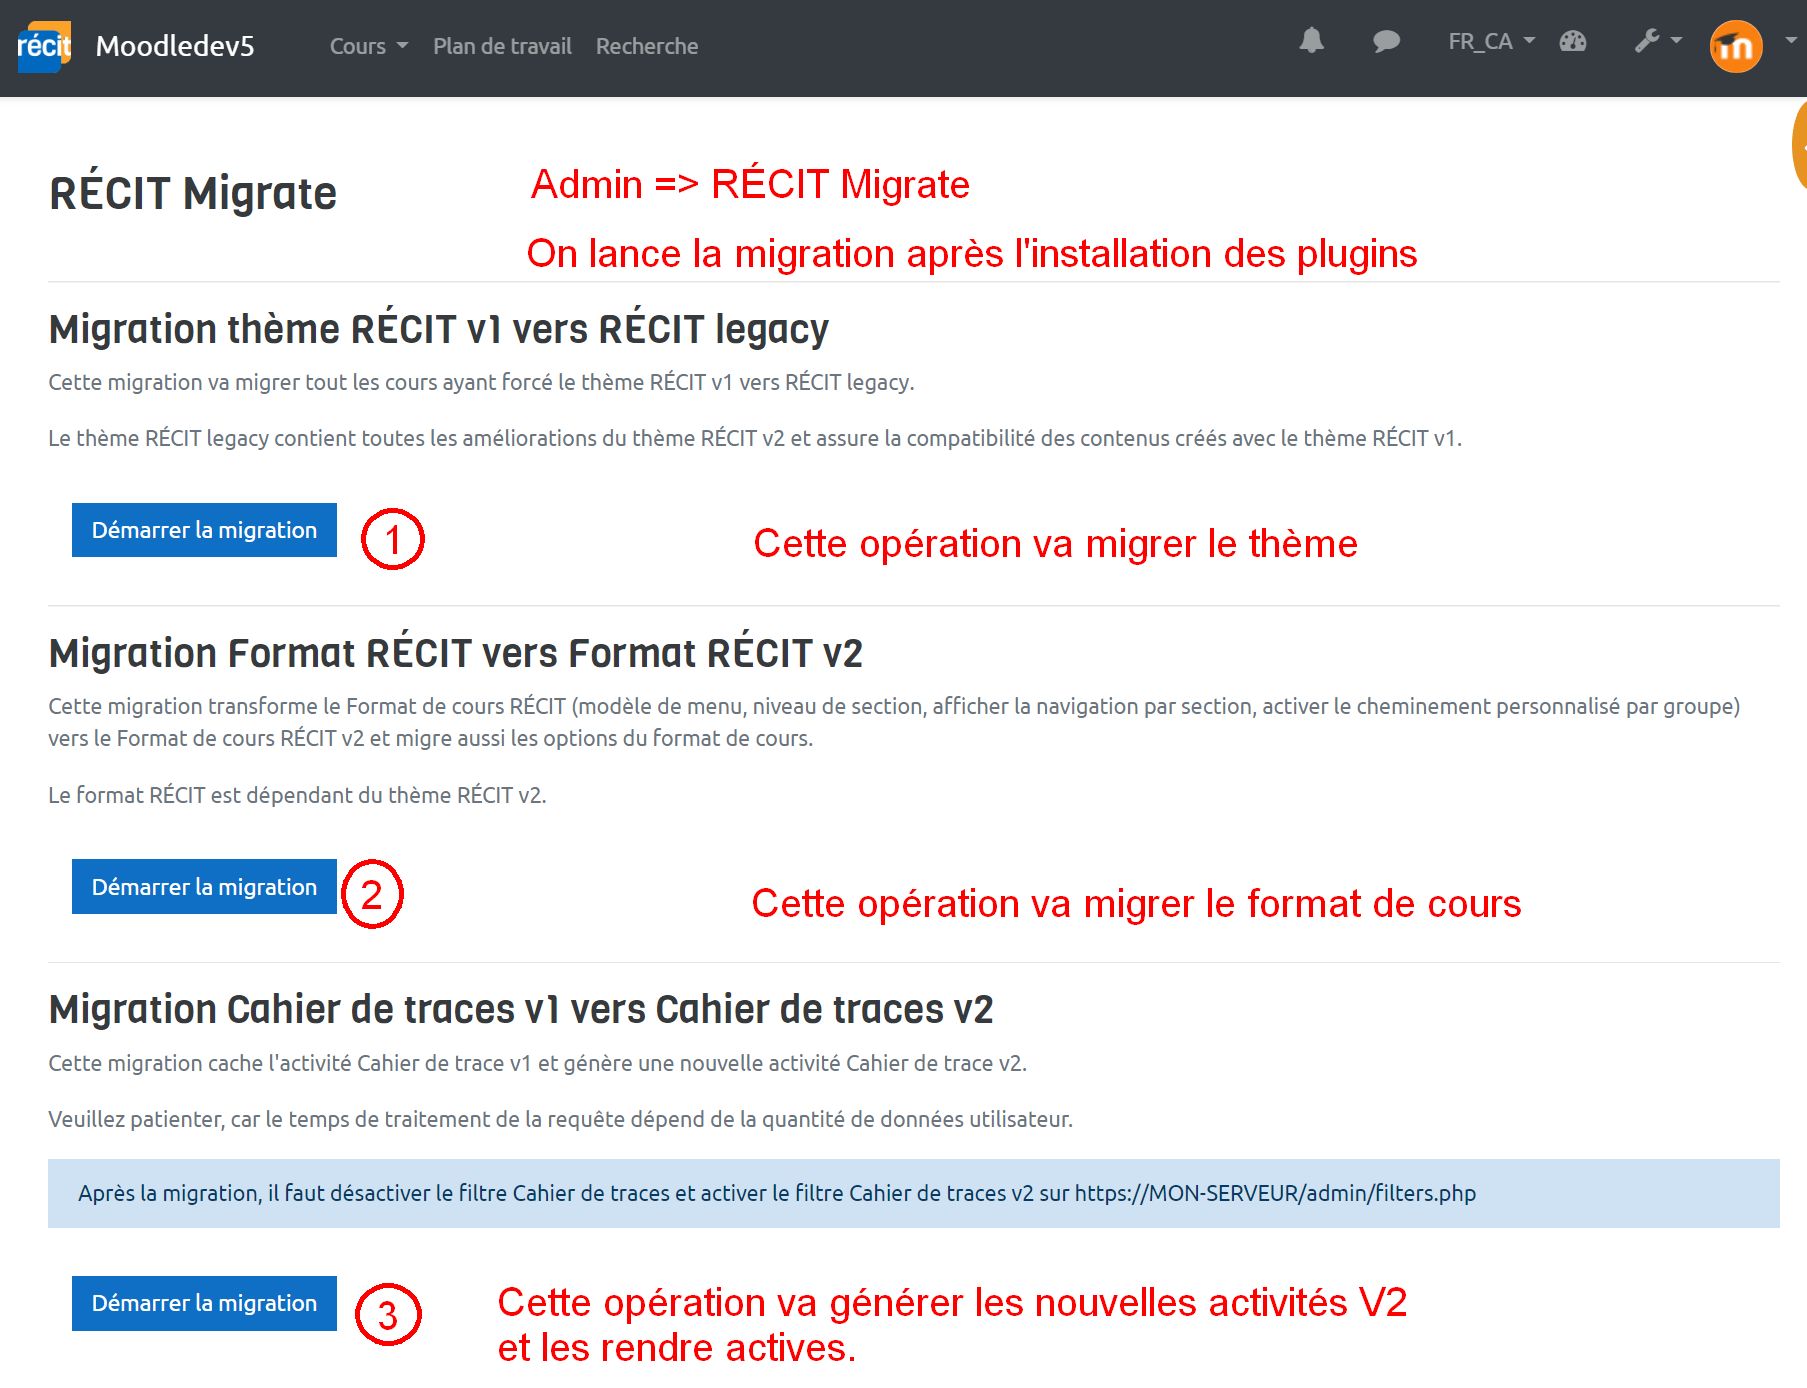 récit Moodledev5 Cours Plan de travail Recherche FR_CA
RÉCIT Migrate
Admin => RÉCIT Migrate
On lance la migration après l'installation des plugins
Migration thème RÉCIT v1 vers RÉCIT legacy
Cette migration va migrer tout les cours ayant forcé le thème RÉCIT v1 vers RÉCIT legacy.
Le thème RÉCIT legacy contient toutes les améliorations du thème RÉCIT v2 et assure la compatibilité des contenus créés avec le thème RÉCIT v1.
Démarrer la migration 1 Cette opération va migrer le thème
Migration Format RÉCIT vers Format RÉCIT v2
Cette migration transforme le Format de cours RÉCIT (modèle de menu, niveau de section, afficher la navigation par section, activer le cheminement personnalisé par groupe)
vers le Format de cours RÉCIT v2 et migre aussi les options du format de cours.
Le format RÉCIT est dépendant du thème RÉCIT v2.
Démarrer la migration 2 Cette opération va migrer le format de cours
Migration Cahier de traces v1 vers Cahier de traces v2
Cette migration cache l'activité Cahier de trace v1 et génère une nouvelle activité Cahier de trace v2.
Veuillez patienter, car le temps de traitement de la requête dépend de la quantité de données utilisateur.
Après la migration, il faut désactiver le filtre Cahier de traces et activer le filtre Cahier de traces v2 sur https://MON-SERVEUR/admin/filters.php
Démarrer la migration 3 Cette opération va générer les nouvelles activités V2
et les rendre actives.